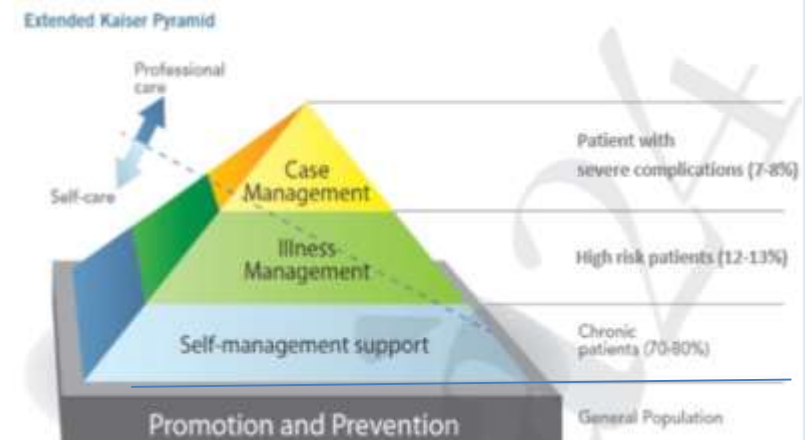 Extended Kaiser Pyramid
Professional
care
Self-care
Case
Management
Patient with
severe complications (7-8%)
Illness
Management
High risk patients (12-13%)
Self-management support
Chronic
patients (70-80%)
Promotion and Prevention
General Population